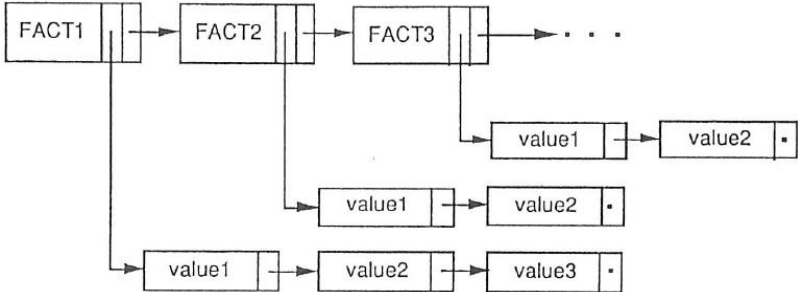 FACT1 FACT2 FACT3 . . .
value1 value2
value1 value2
value1 value2 value3